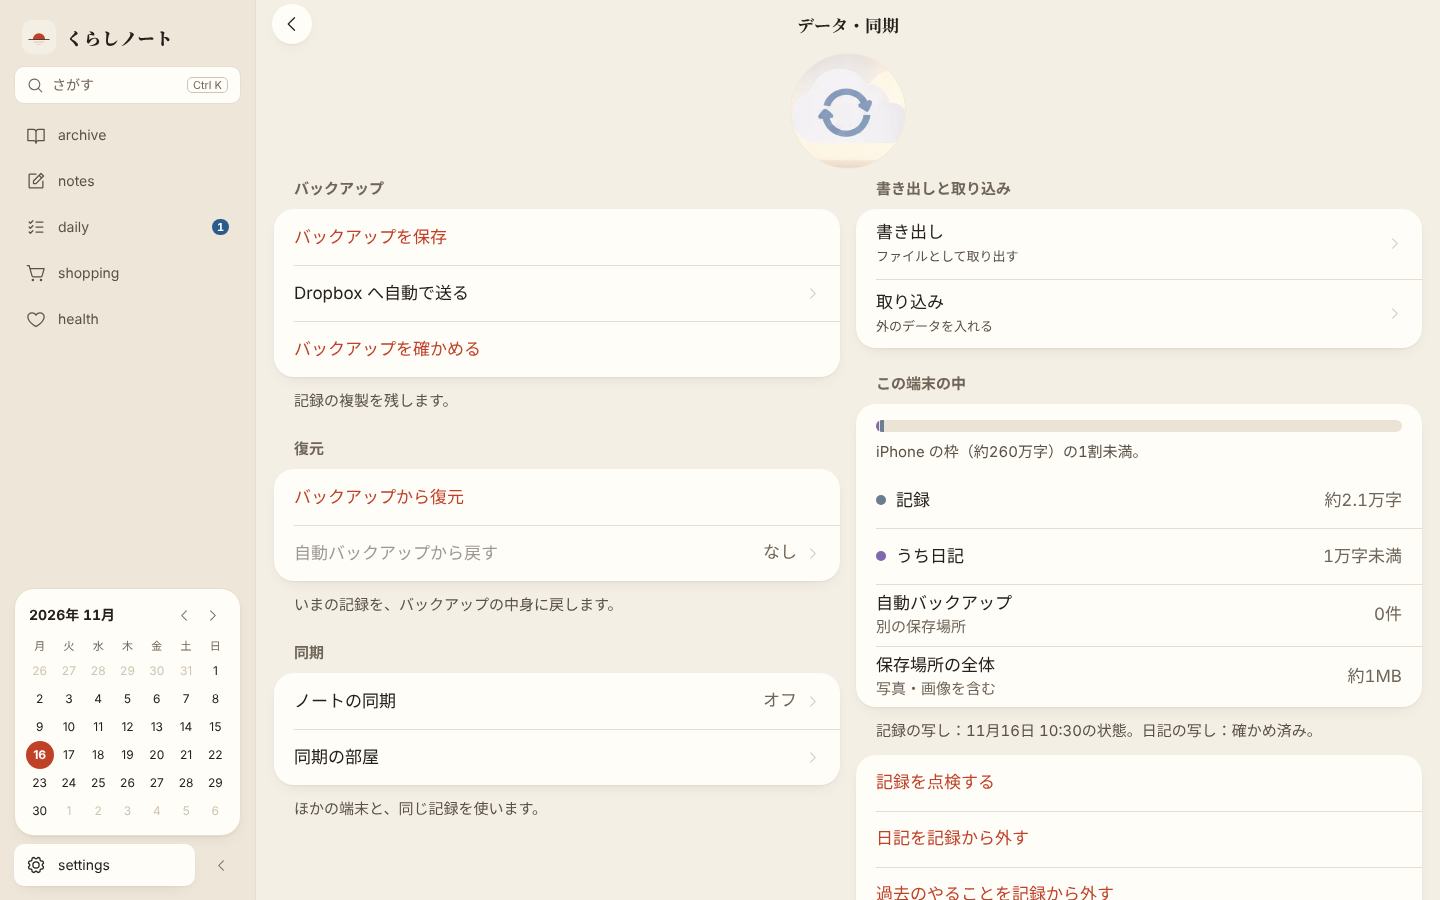 くらしノート
さがす
Ctrl K
archive
notes
daily
1
shopping
health
2026年 11月
月 火 水 木 金 土 日
26 27 28 29 30 31 1
2 3 4 5 6 7 8
9 10 11 12 13 14 15
16 17 18 19 20 21 22
23 24 25 26 27 28 29
30 1 2 3 4 5 6
settings
データ・同期
バックアップ
バックアップを保存
Dropbox へ自動で送る
バックアップを確かめる
記録の複製を残します。
復元
バックアップから復元
自動バックアップから戻す
なし
いまの記録を、バックアップの中身に戻します。
同期
ノートの同期
オフ
同期の部屋
ほかの端末と、同じ記録を使います。
書き出しと取り込み
書き出し
ファイルとして取り出す
取り込み
外のデータを入れる
この端末の中
iPhone の枠（約260万字）の1割未満。
記録
約2.1万字
うち日記
1万字未満
自動バックアップ
別の保存場所
0件
保存場所の全体
写真・画像を含む
約1MB
記録の写し：11月16日 10:30の状態。日記の写し：確かめ済み。
記録を点検する
日記を記録から外す
過去のやることを記録から外す